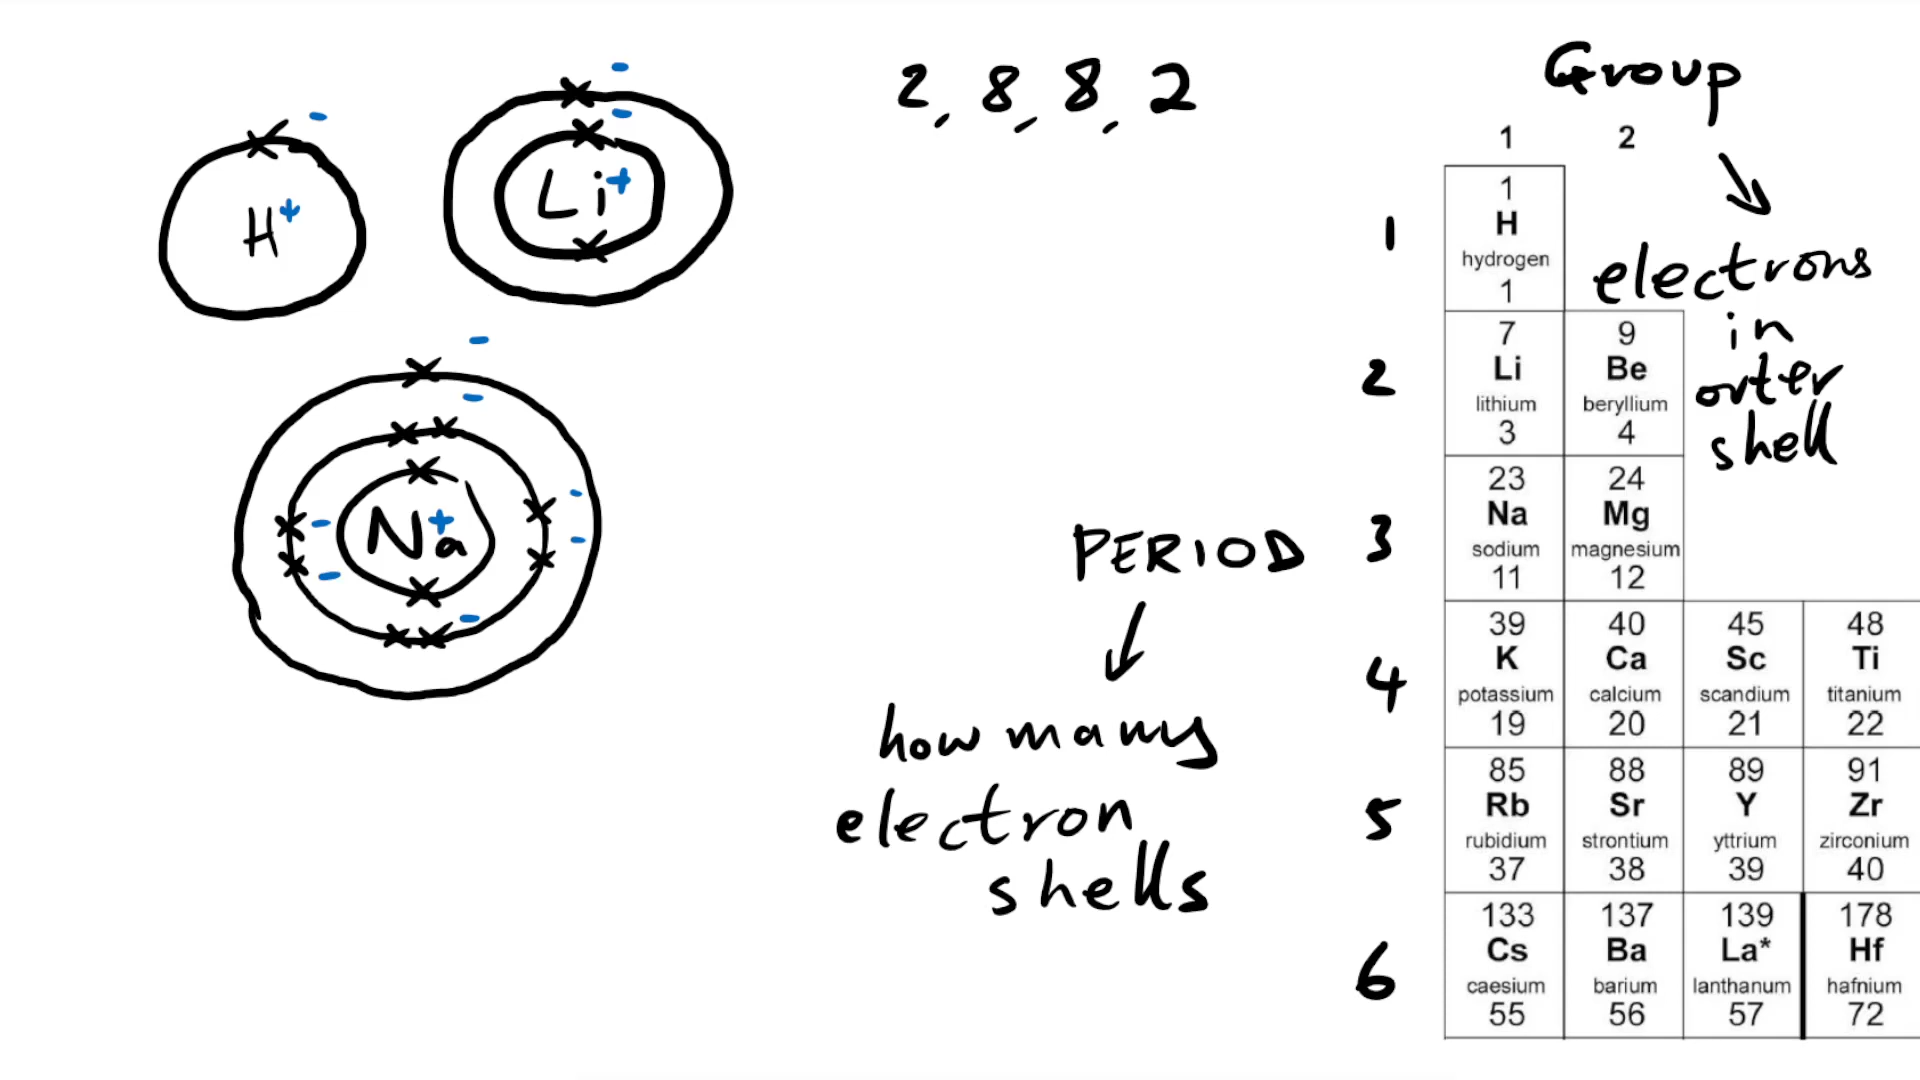 2, 8, 8, 2
Group
1 2
electrons
in
outer
shell
H+
Li+
Na+
PERIOD
how many
electron
shells
1
2
3
4
5
6
1
H
hydrogen
1
7 9
Li Be
lithium beryllium
3 4
23 24
Na Mg
sodium magnesium
11 12
39 40 45 48
K Ca Sc Ti
potassium calcium scandium titanium
19 20 21 22
85 88 89 91
Rb Sr Y Zr
rubidium strontium yttrium zirconium
37 38 39 40
133 137 139 178
Cs Ba La* Hf
caesium barium lanthanum hafnium
55 56 57 72